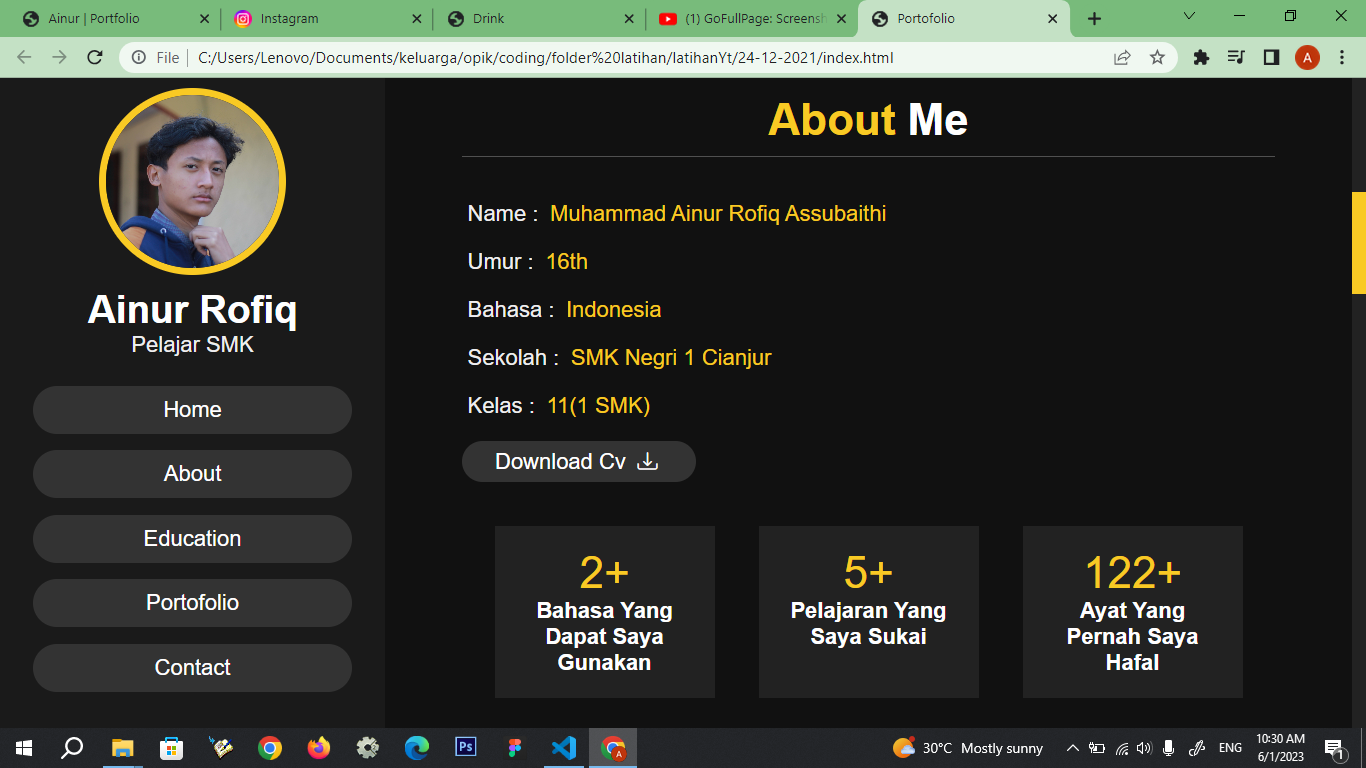 Ainur | Portfolio
Instagram
Drink
(1) GoFullPage: Screensh
Portofolio
File
C:/Users/Lenovo/Documents/keluarga/opik/coding/folder%20latihan/latihanYt/24-12-2021/index.html
A
Ainur Rofiq
Pelajar SMK
Home
About
Education
Portofolio
Contact
About Me
Name : Muhammad Ainur Rofiq Assubaithi
Umur : 16th
Bahasa : Indonesia
Sekolah : SMK Negri 1 Cianjur
Kelas : 11(1 SMK)
Download Cv
2+
Bahasa Yang
Dapat Saya
Gunakan
5+
Pelajaran Yang
Saya Sukai
122+
Ayat Yang
Pernah Saya
Hafal
Ps
A
30°C Mostly sunny
ENG
10:30 AM
6/1/2023
1